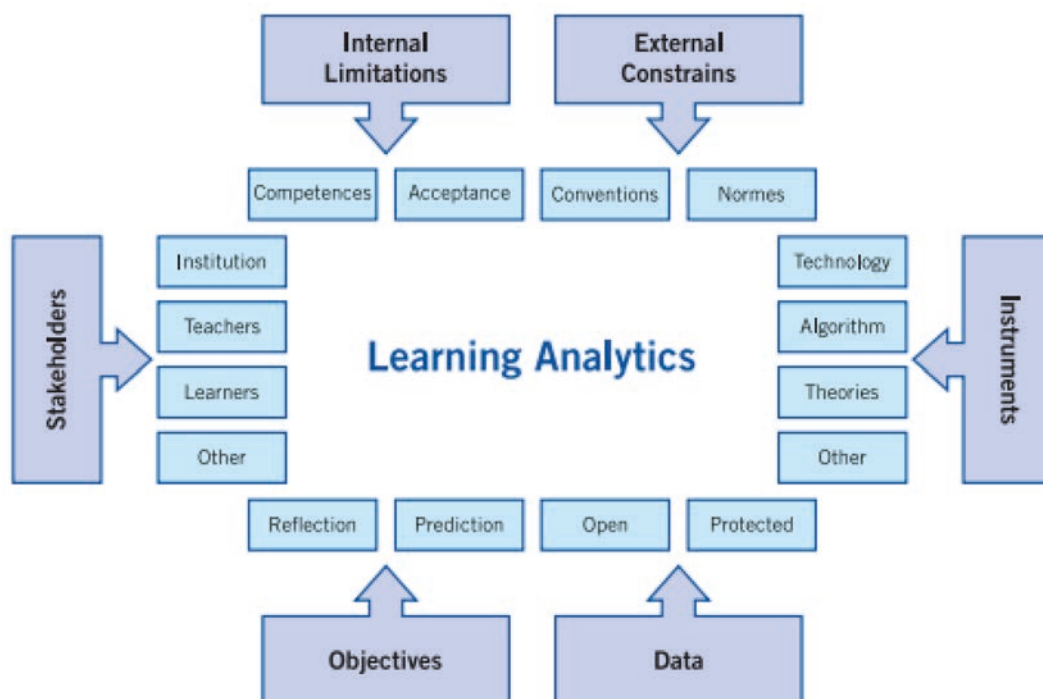 Internal
Limitations
External
Constrains
Competences
Acceptance
Conventions
Normes
Stakeholders
Institution
Teachers
Learners
Other
Learning Analytics
Technology
Algorithm
Theories
Other
Instruments
Reflection
Prediction
Open
Protected
Objectives
Data